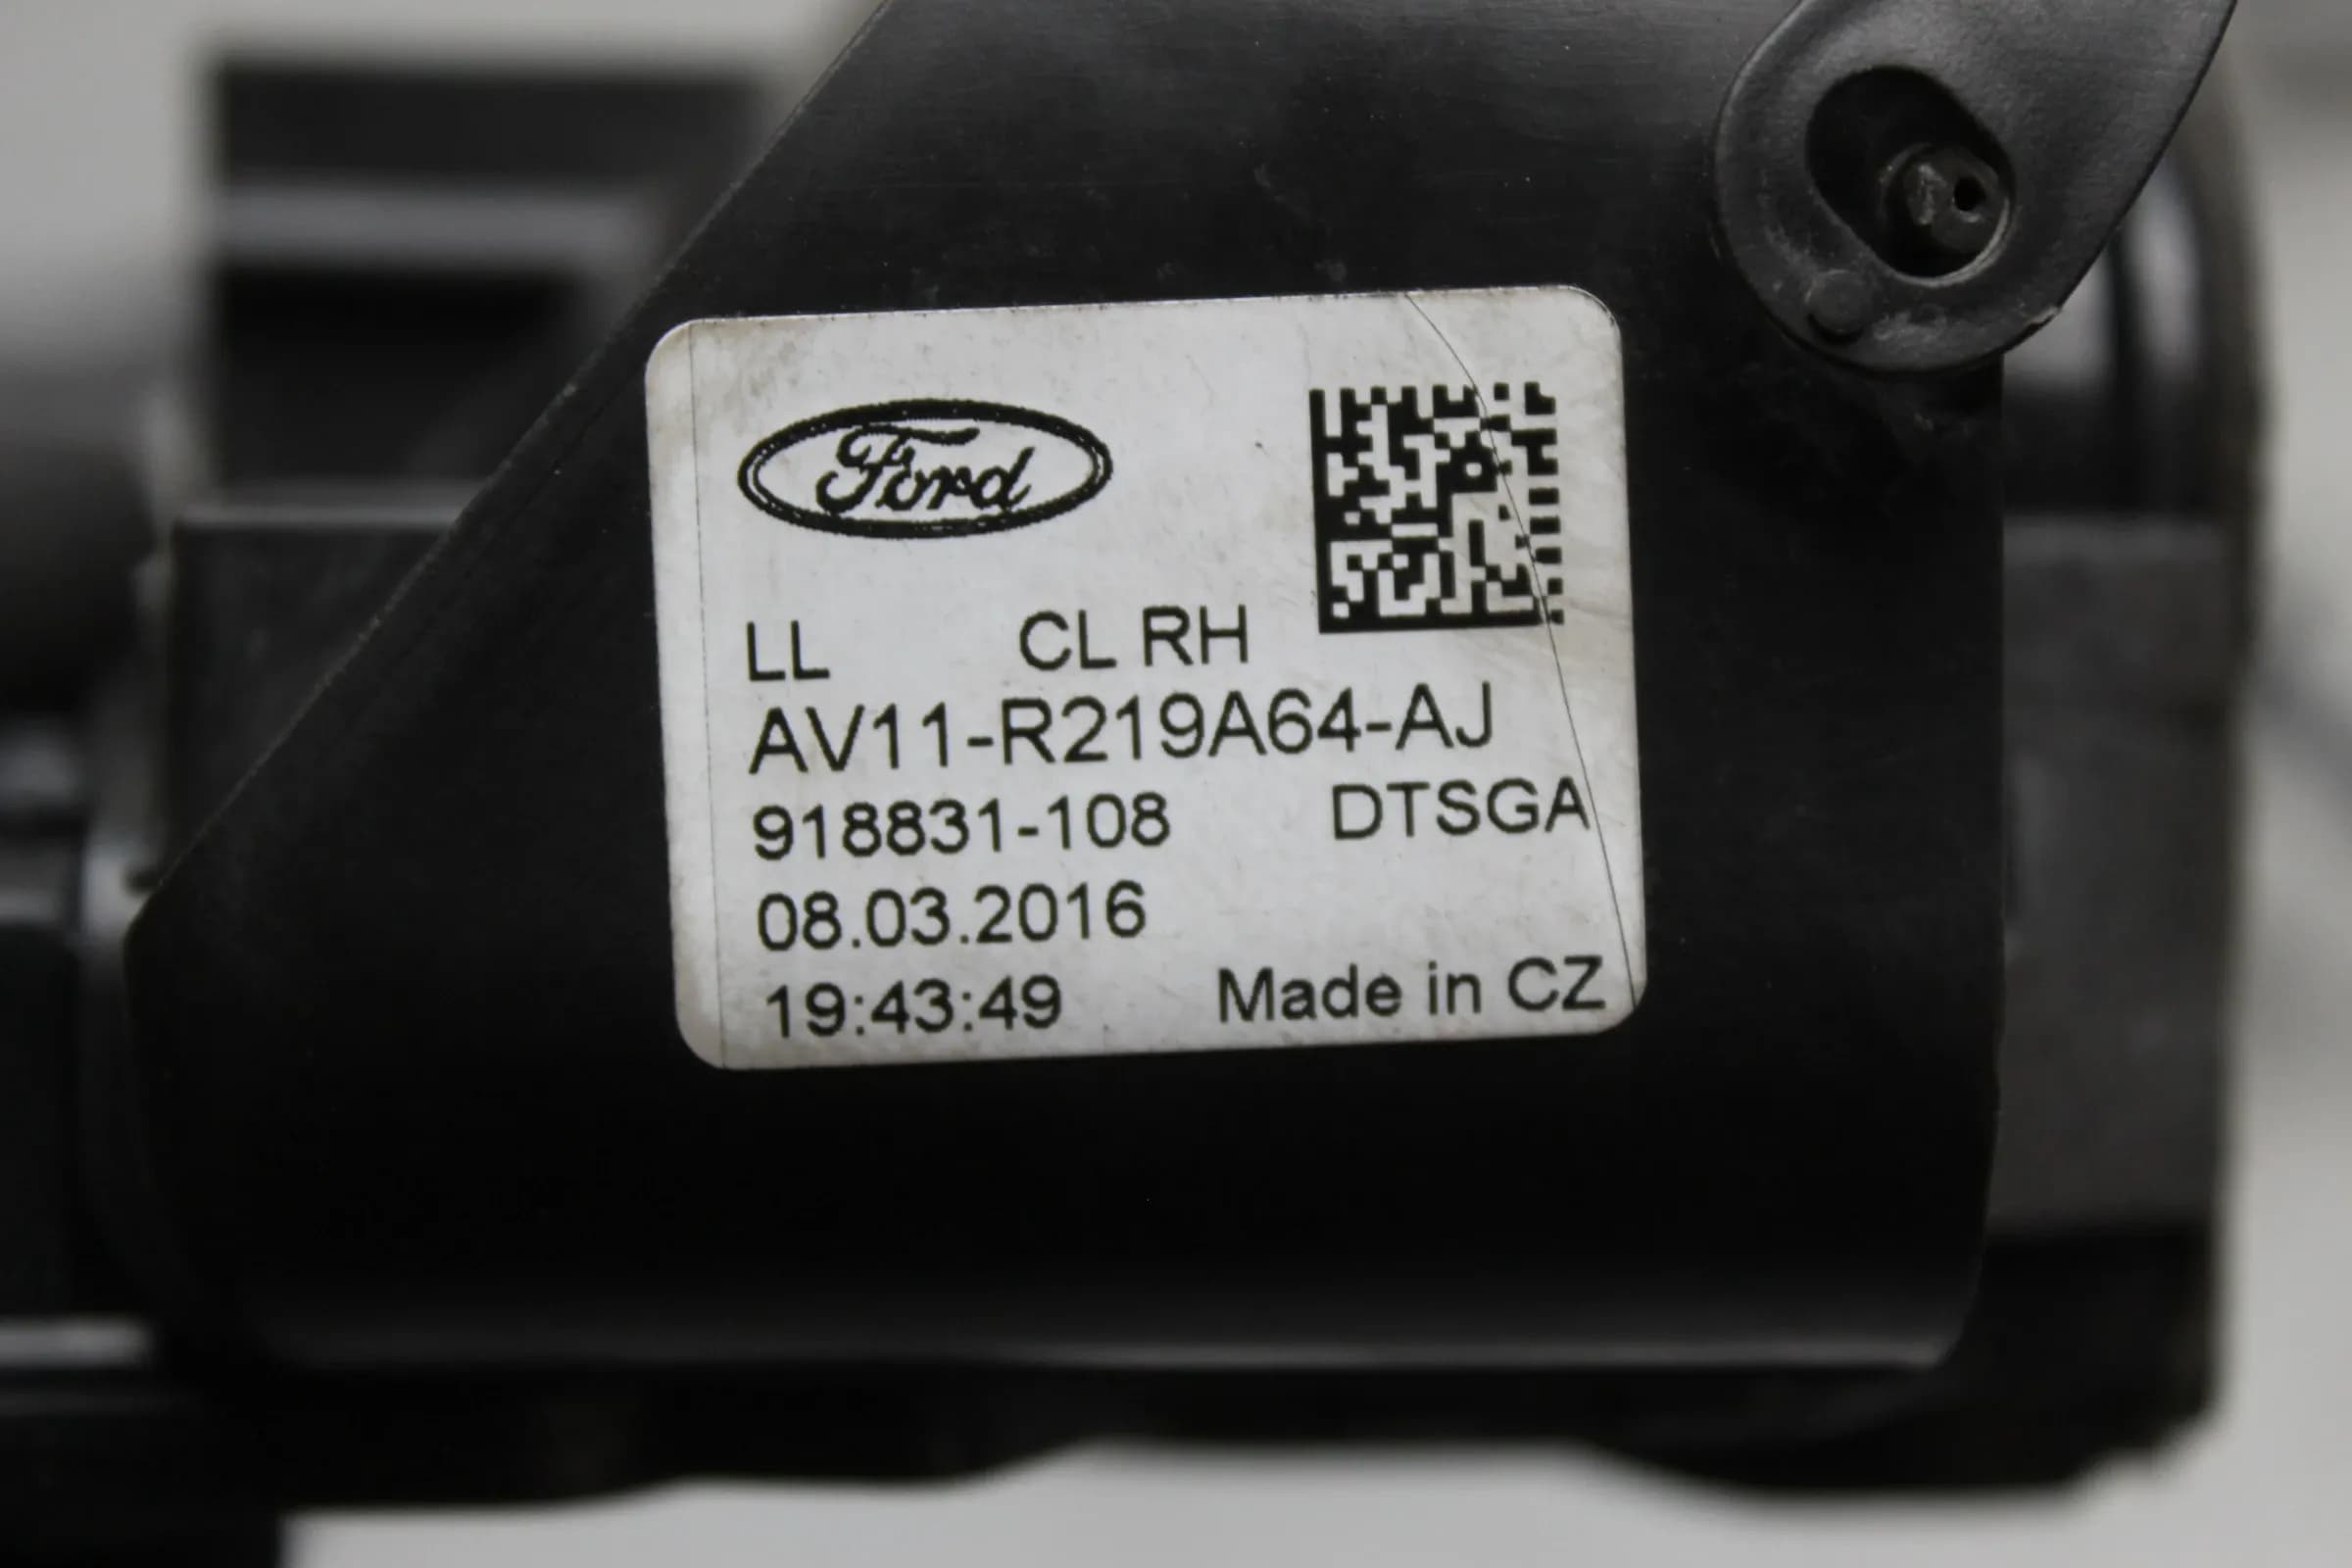 Ford
LL CL RH
AV11-R219A64-AJ
918831-108 DTSGA
08.03.2016
19:43:49 Made in CZ